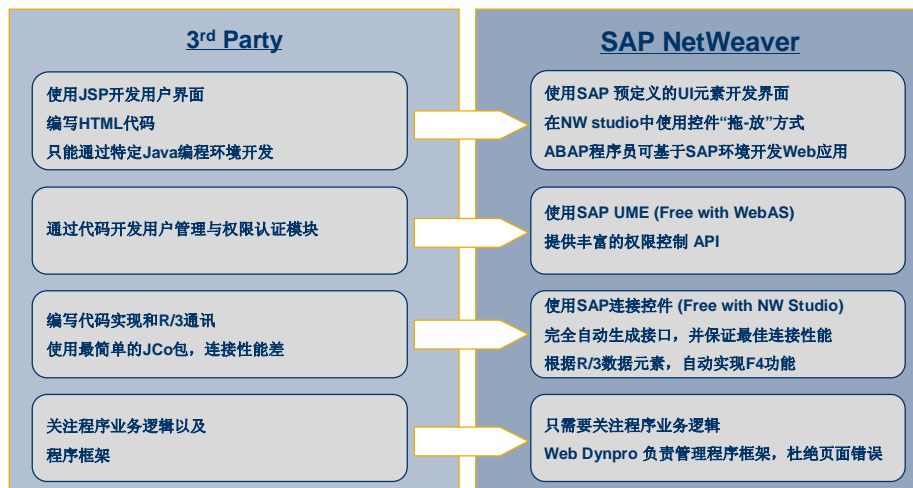 3rd Party
使用JSP开发用户界面
编写HTML代码
只能通过特定Java编程环境开发
通过代码开发用户管理与权限认证模块
编写代码实现和R/3通讯
使用最简单的JCo包，连接性能差
关注程序业务逻辑以及
程序框架
SAP NetWeaver
使用SAP 预定义的UI元素开发界面
在NW studio中使用控件“拖-放”方式
ABAP程序员可基于SAP环境开发Web应用
使用SAP UME (Free with WebAS)
提供丰富的权限控制 API
使用SAP连接控件 (Free with NW Studio)
完全自动生成接口，并保证最佳连接性能
根据R/3数据元素，自动实现F4功能
只需要关注程序业务逻辑
Web Dynpro 负责管理程序框架，杜绝页面错误